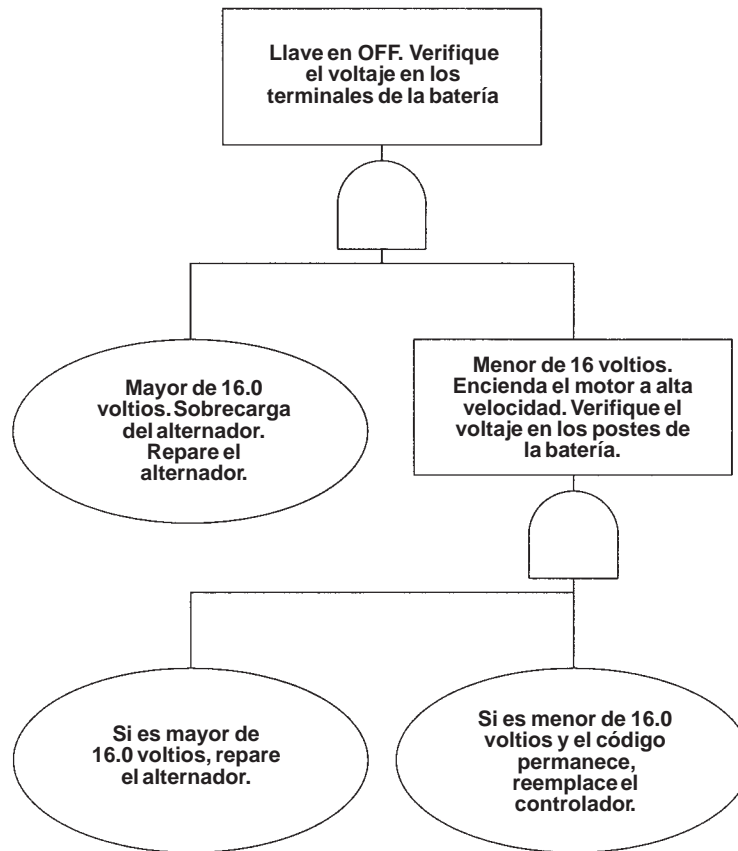 Llave en OFF. Verifique
el voltaje en los
terminales de la batería
Mayor de 16.0
voltios. Sobrecarga
del alternador.
Repare el
alternador.
Menor de 16 voltios.
Encienda el motor a alta
velocidad. Verifique el
voltaje en los postes de
la batería.
Si es mayor de
16.0 voltios, repare
el alternador.
Si es menor de 16.0
voltios y el código
permanece,
reemplace el
controlador.